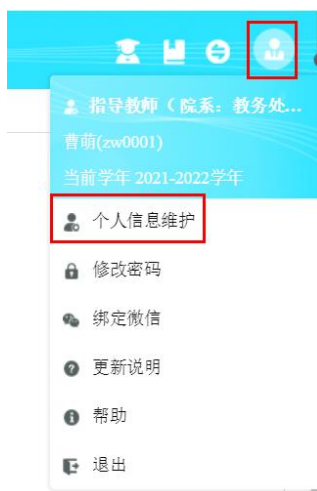 指导教师（院系：教务处...
曹萌(zw0001)
当前学年 2021-2022学年
个人信息维护
修改密码
绑定微信
更新说明
帮助
退出